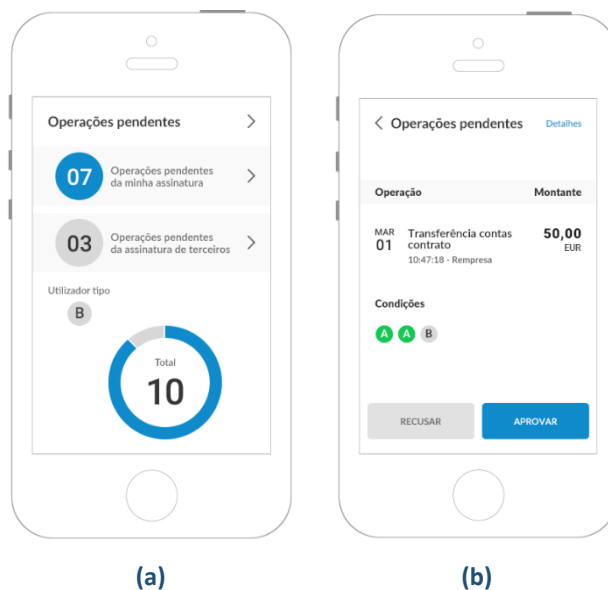 Operações pendentes
07
Operações pendentes
da minha assinatura
03
Operações pendentes
da assinatura de terceiros
Utilizador tipo
B
Total
10
(a)
Operações pendentes Detalhes
Operação Montante
MAR
01
Transferência contas
contrato
10:47:18 - Rempresa
50,00
EUR
Condições
A A B
RECUSAR APROVAR
(b)